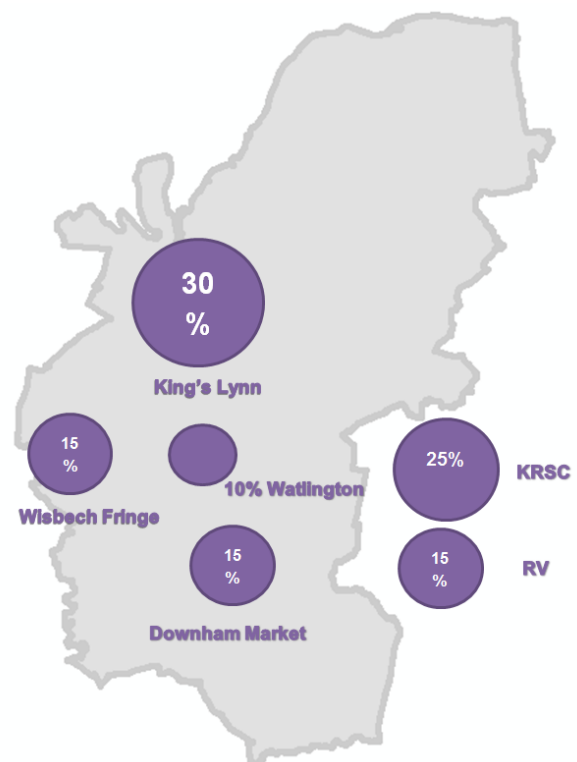 30
%
King's Lynn
15
%
Wisbech Fringe
10% Watlington
25%
KRSC
15
%
Downham Market
15
%
RV